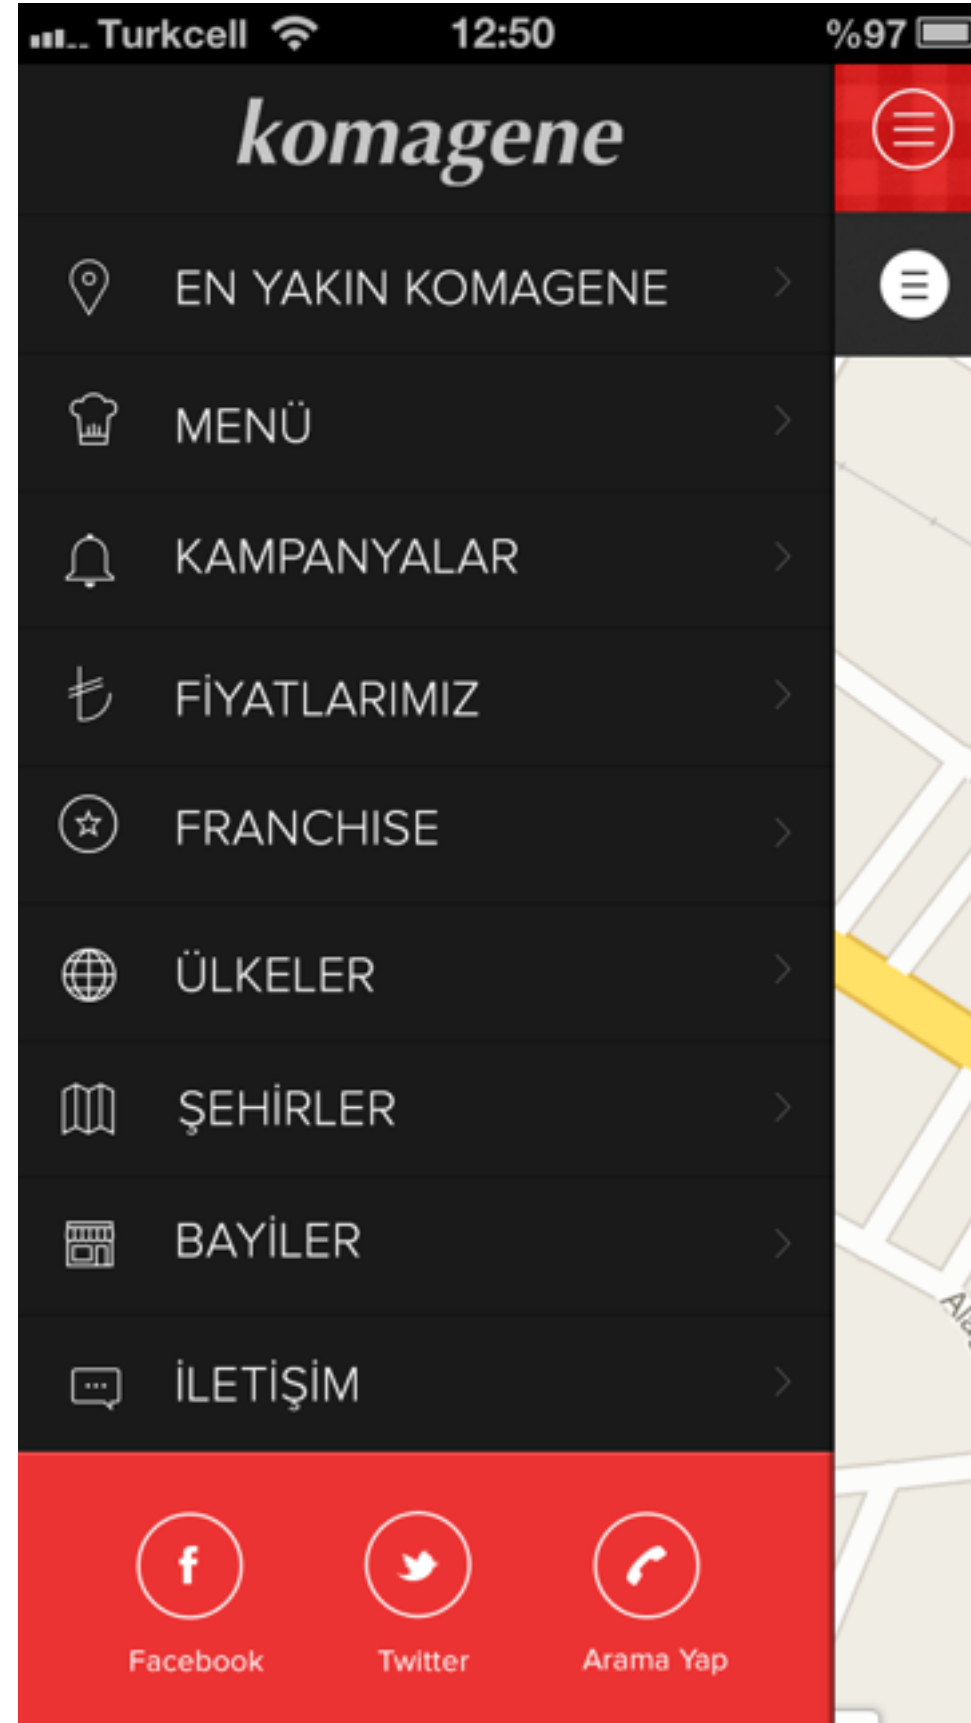 Turkcell 12:50 %97
komagene
EN YAKIN KOMAGENE
MENÜ
KAMPANYALAR
FİYATLARIMIZ
FRANCHISE
ÜLKELER
ŞEHİRLER
BAYİLER
İLETİŞİM
Facebook Twitter Arama Yap